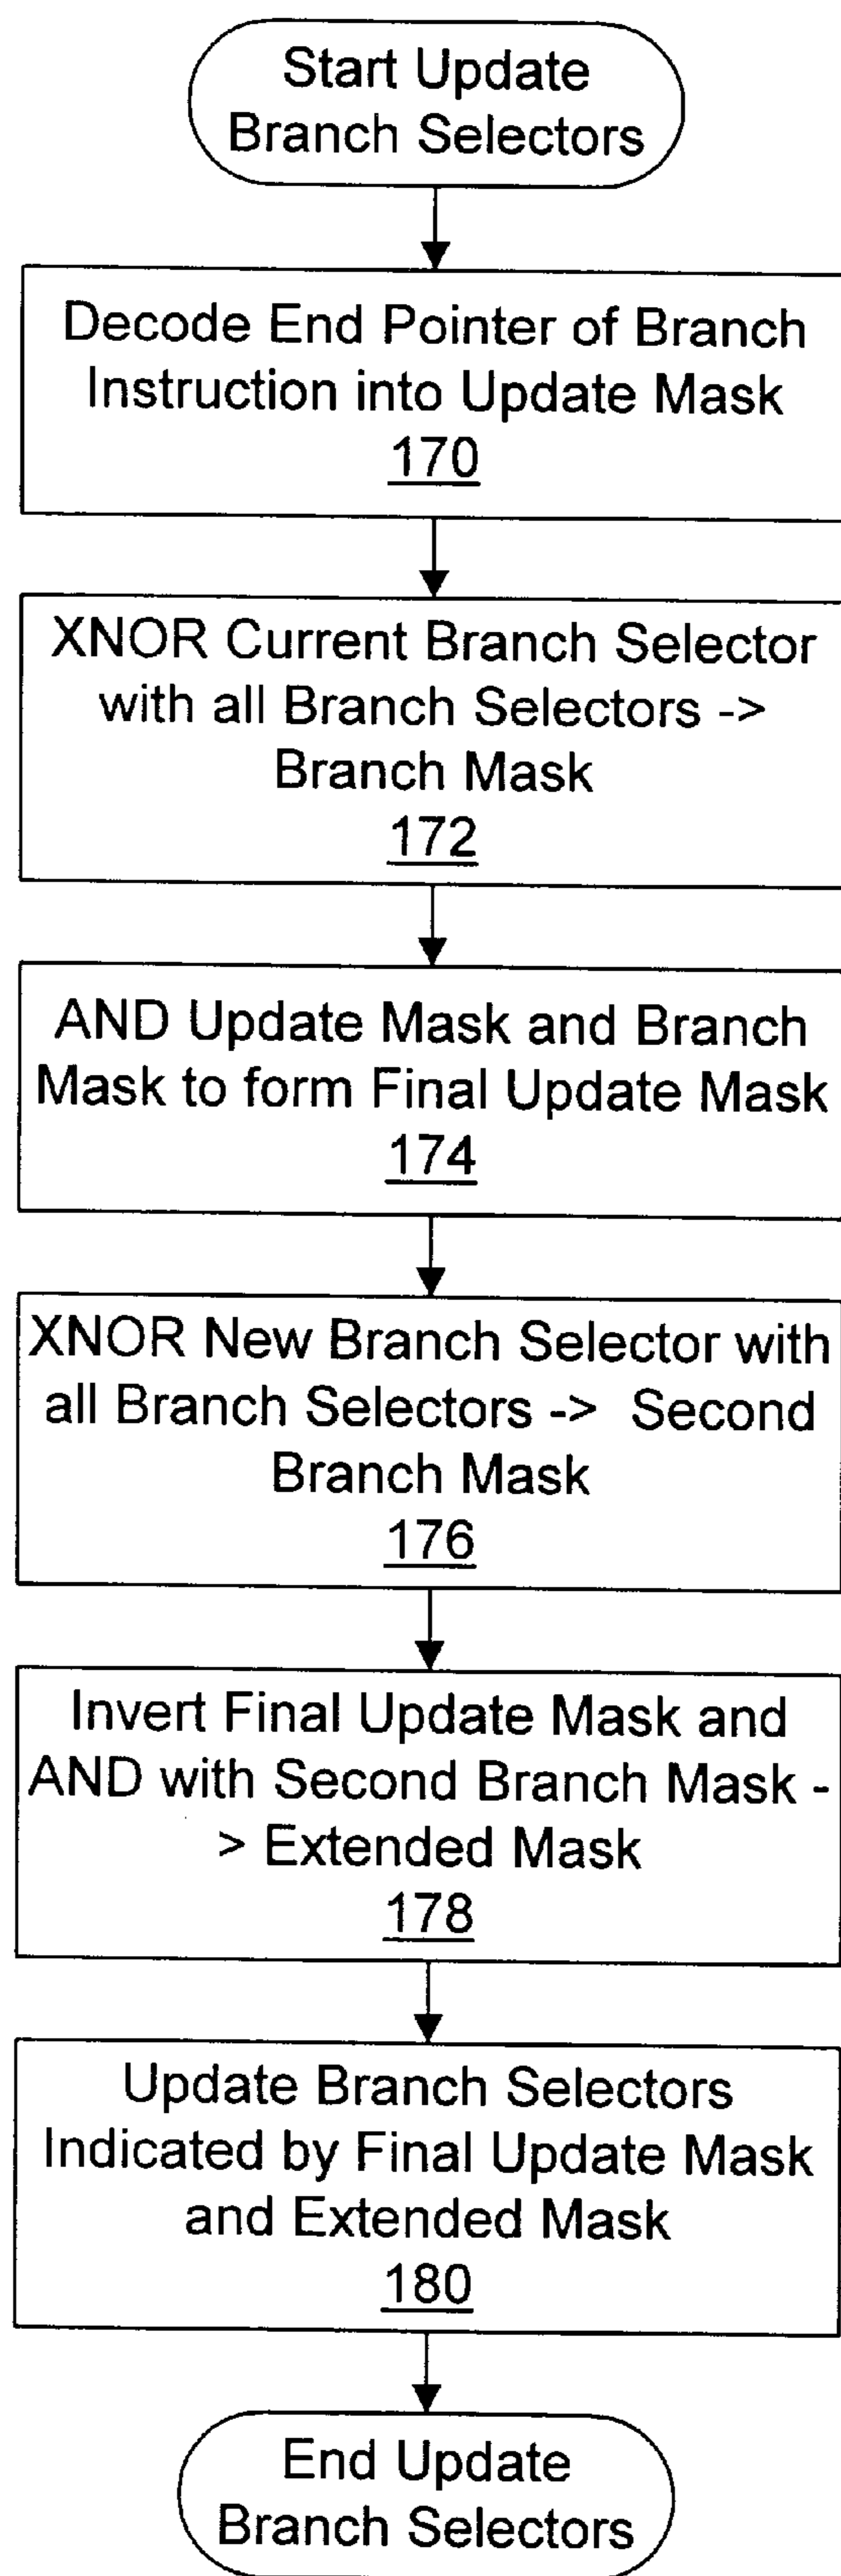 Start Update
Branch Selectors
Decode End Pointer of Branch
Instruction into Update Mask
170
XNOR Current Branch Selector
with all Branch Selectors ->
Branch Mask
172
AND Update Mask and Branch
Mask to form Final Update Mask
174
XNOR New Branch Selector with
all Branch Selectors -> Second
Branch Mask
176
Invert Final Update Mask and
AND with Second Branch Mask -
> Extended Mask
178
Update Branch Selectors
Indicated by Final Update Mask
and Extended Mask
180
End Update
Branch Selectors